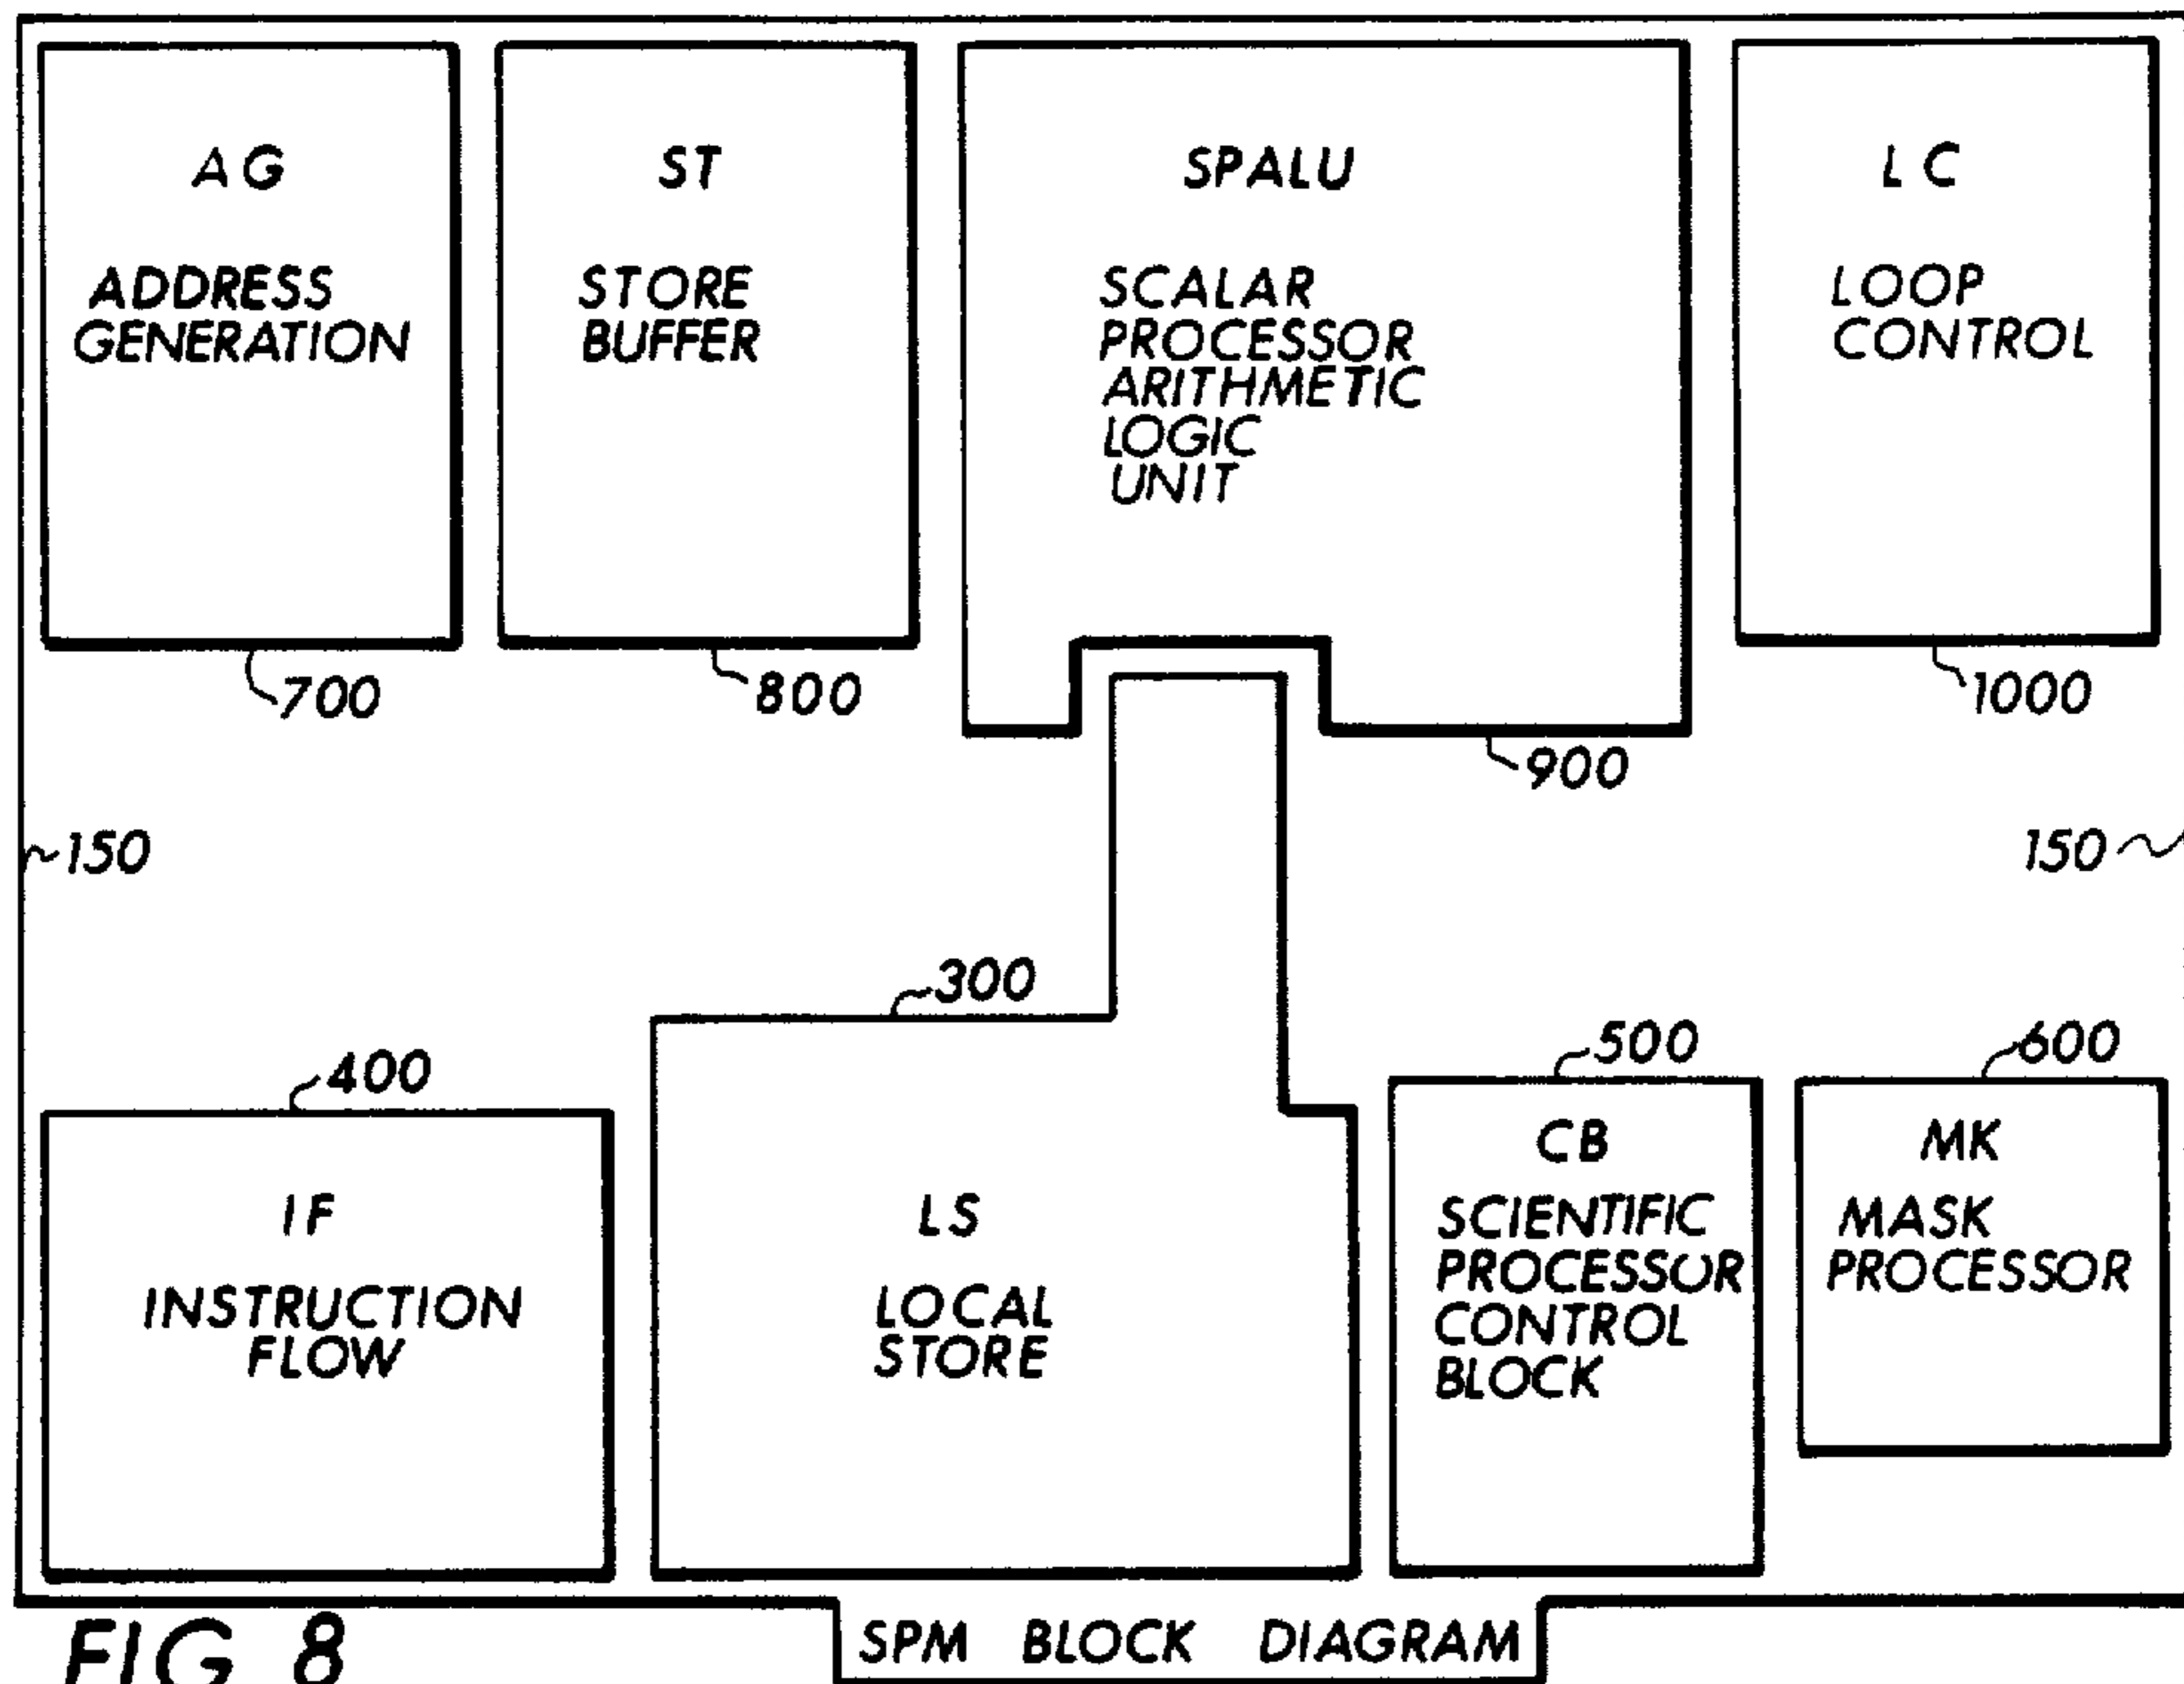 AG
ADDRESS
GENERATION
700
ST
STORE
BUFFER
800
SPALU
SCALAR
PROCESSOR
ARITHMETIC
LOGIC
UNIT
900
LC
LOOP
CONTROL
1000
150
150
400
IF
INSTRUCTION
FLOW
300
LS
LOCAL
STORE
500
CB
SCIENTIFIC
PROCESSOR
CONTROL
BLOCK
600
MK
MASK
PROCESSOR
FIG 8
SPM BLOCK DIAGRAM